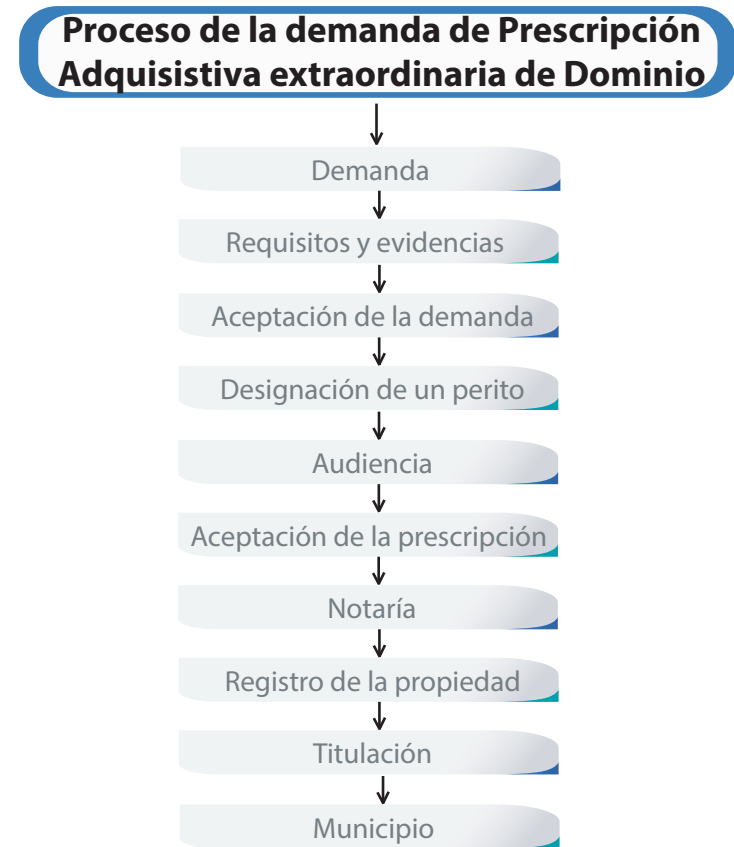 Proceso de la demanda de Prescripción
Adquisistiva extraordinaria de Dominio
Demanda
Requisitos y evidencias
Aceptación de la demanda
Designación de un perito
Audiencia
Aceptación de la prescripción
Notaría
Registro de la propiedad
Titulación
Municipio